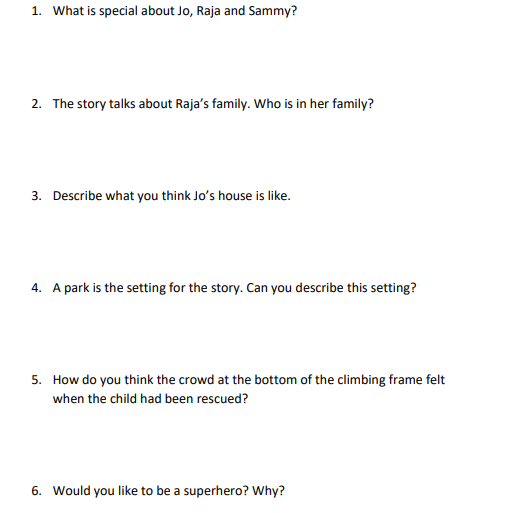 1. What is special about Jo, Raja and Sammy?
2. The story talks about Raja’s family. Who is in her family?
3. Describe what you think Jo’s house is like.
4. A park is the setting for the story. Can you describe this setting?
5. How do you think the crowd at the bottom of the climbing frame felt
when the child had been rescued?
6. Would you like to be a superhero? Why?